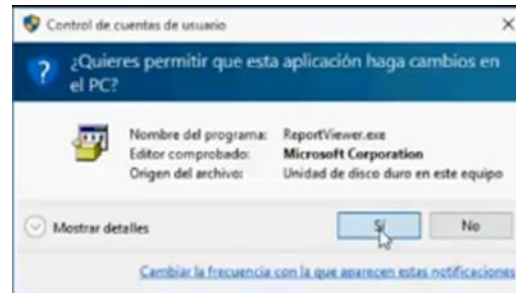 Control de cuentas de usuario
¿Quieres permitir que esta aplicación haga cambios en
el PC?
Nombre del programa: ReportViewer.exe
Editor comprobado: Microsoft Corporation
Origen del archivo: Unidad de disco duro en este equipo
Mostrar detalles Sí No
Cambiar la frecuencia con la que aparecen estas notificaciones